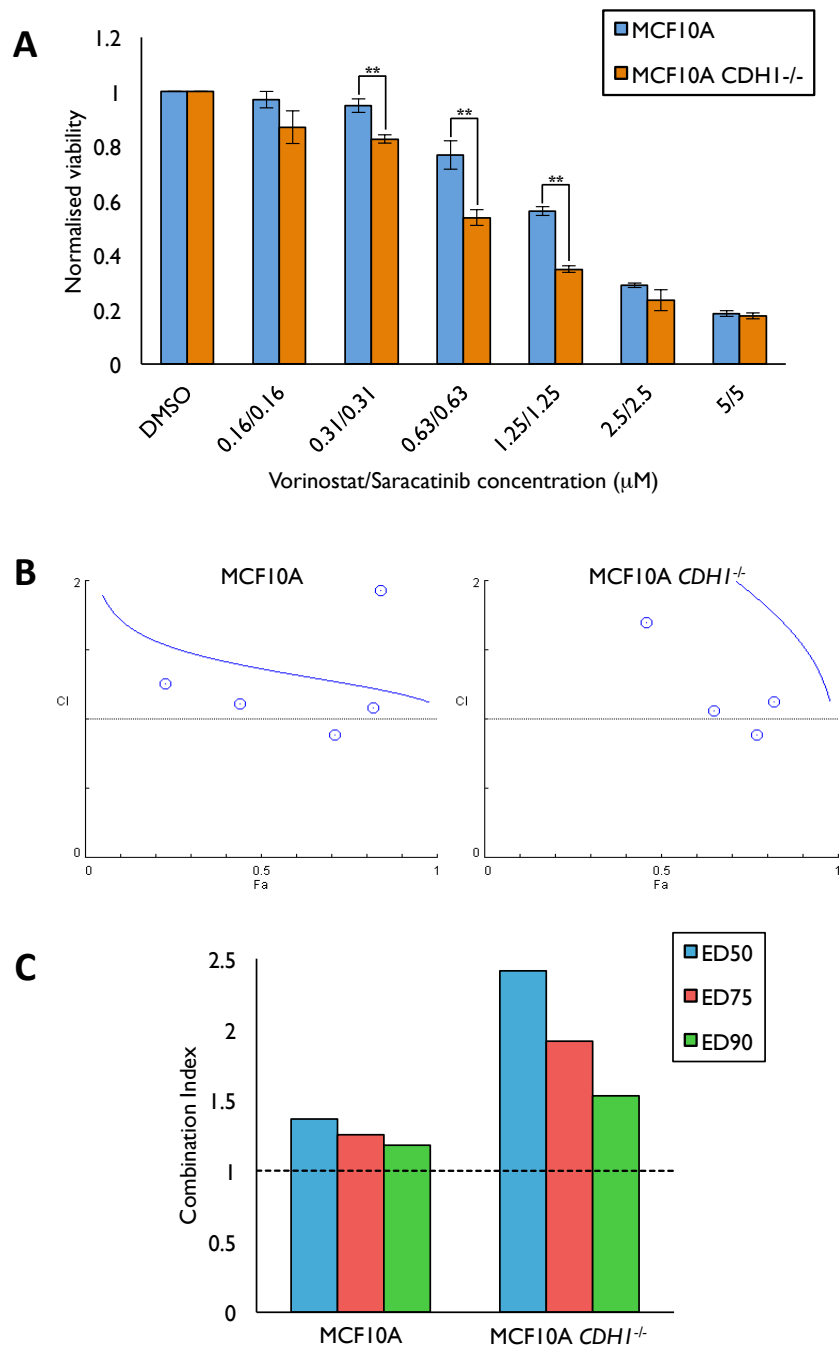 A
MCF10A
MCF10A CDH1-/-
Normalised viability
1.2
1
0.8
0.6
0.4
0.2
0
**
**
**
DMSO
0.16/0.16
0.31/0.31
0.63/0.63
1.25/1.25
2.5/2.5
5/5
Vorinostat/Saracatinib concentration (µM)
B
MCF10A
2
CI
0
0
0.5
1
Fa
MCF10A CDH1-/-
2
CI
0
0
0.5
1
Fa
C
ED50
ED75
ED90
Combination Index
2.5
2
1.5
1
0.5
0
MCF10A
MCF10A CDH1-/-